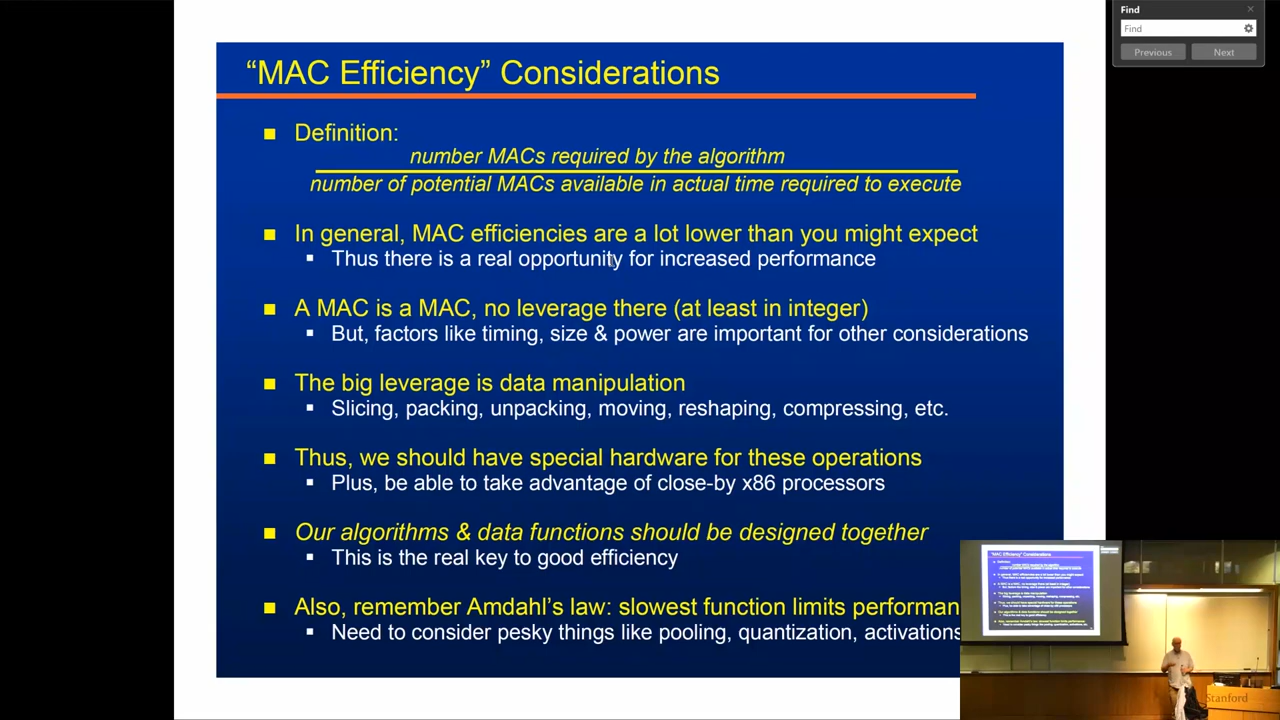 Find
Find
Previous
Next
“MAC Efficiency” Considerations
Definition:
number MACs required by the algorithm
number of potential MACs available in actual time required to execute
In general, MAC efficiencies are a lot lower than you might expect
Thus there is a real opportunity for increased performance
A MAC is a MAC, no leverage there (at least in integer)
But, factors like timing, size & power are important for other considerations
The big leverage is data manipulation
Slicing, packing, unpacking, moving, reshaping, compressing, etc.
Thus, we should have special hardware for these operations
Plus, be able to take advantage of close-by x86 processors
Our algorithms & data functions should be designed together
This is the real key to good efficiency
Also, remember Amdahl’s law: slowest function limits performan
Need to consider pesky things like pooling, quantization, activations
“MAC Efficiency” Considerations
Stanford